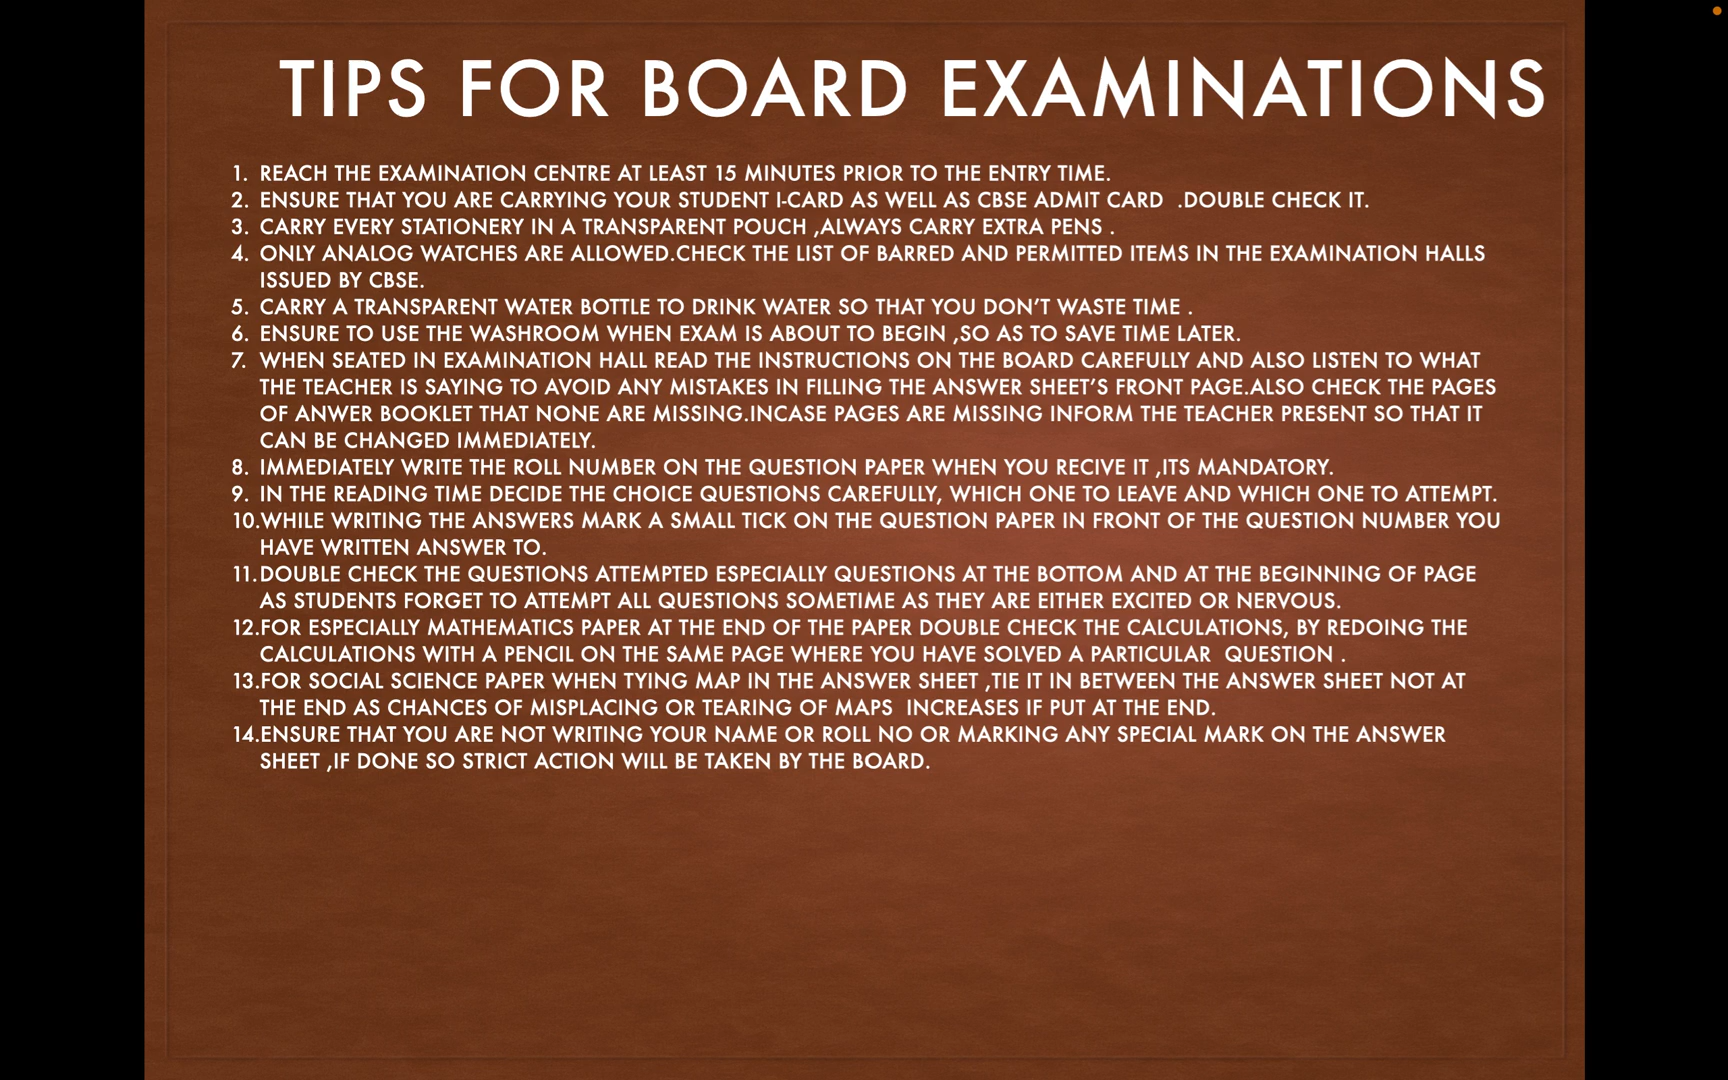 TIPS FOR BOARD EXAMINATIONS
1. REACH THE EXAMINATION CENTRE AT LEAST 15 MINUTES PRIOR TO THE ENTRY TIME.
2. ENSURE THAT YOU ARE CARRYING YOUR STUDENT I-CARD AS WELL AS CBSE ADMIT CARD  .DOUBLE CHECK IT.
3. CARRY EVERY STATIONERY IN A TRANSPARENT POUCH ,ALWAYS CARRY EXTRA PENS .
4. ONLY ANALOG WATCHES ARE ALLOWED.CHECK THE LIST OF BARRED AND PERMITTED ITEMS IN THE EXAMINATION HALLS
ISSUED BY CBSE.
5. CARRY A TRANSPARENT WATER BOTTLE TO DRINK WATER SO THAT YOU DON’T WASTE TIME .
6. ENSURE TO USE THE WASHROOM WHEN EXAM IS ABOUT TO BEGIN ,SO AS TO SAVE TIME LATER.
7. WHEN SEATED IN EXAMINATION HALL READ THE INSTRUCTIONS ON THE BOARD CAREFULLY AND ALSO LISTEN TO WHAT
THE TEACHER IS SAYING TO AVOID ANY MISTAKES IN FILLING THE ANSWER SHEET’S FRONT PAGE.ALSO CHECK THE PAGES
OF ANWER BOOKLET THAT NONE ARE MISSING.INCASE PAGES ARE MISSING INFORM THE TEACHER PRESENT SO THAT IT
CAN BE CHANGED IMMEDIATELY.
8. IMMEDIATELY WRITE THE ROLL NUMBER ON THE QUESTION PAPER WHEN YOU RECIVE IT ,ITS MANDATORY.
9. IN THE READING TIME DECIDE THE CHOICE QUESTIONS CAREFULLY, WHICH ONE TO LEAVE AND WHICH ONE TO ATTEMPT.
10.WHILE WRITING THE ANSWERS MARK A SMALL TICK ON THE QUESTION PAPER IN FRONT OF THE QUESTION NUMBER YOU
HAVE WRITTEN ANSWER TO.
11.DOUBLE CHECK THE QUESTIONS ATTEMPTED ESPECIALLY QUESTIONS AT THE BOTTOM AND AT THE BEGINNING OF PAGE
AS STUDENTS FORGET TO ATTEMPT ALL QUESTIONS SOMETIME AS THEY ARE EITHER EXCITED OR NERVOUS.
12.FOR ESPECIALLY MATHEMATICS PAPER AT THE END OF THE PAPER DOUBLE CHECK THE CALCULATIONS, BY REDOING THE
CALCULATIONS WITH A PENCIL ON THE SAME PAGE WHERE YOU HAVE SOLVED A PARTICULAR  QUESTION .
13.FOR SOCIAL SCIENCE PAPER WHEN TYING MAP IN THE ANSWER SHEET ,TIE IT IN BETWEEN THE ANSWER SHEET NOT AT
THE END AS CHANCES OF MISPLACING OR TEARING OF MAPS  INCREASES IF PUT AT THE END.
14.ENSURE THAT YOU ARE NOT WRITING YOUR NAME OR ROLL NO OR MARKING ANY SPECIAL MARK ON THE ANSWER
SHEET ,IF DONE SO STRICT ACTION WILL BE TAKEN BY THE BOARD.